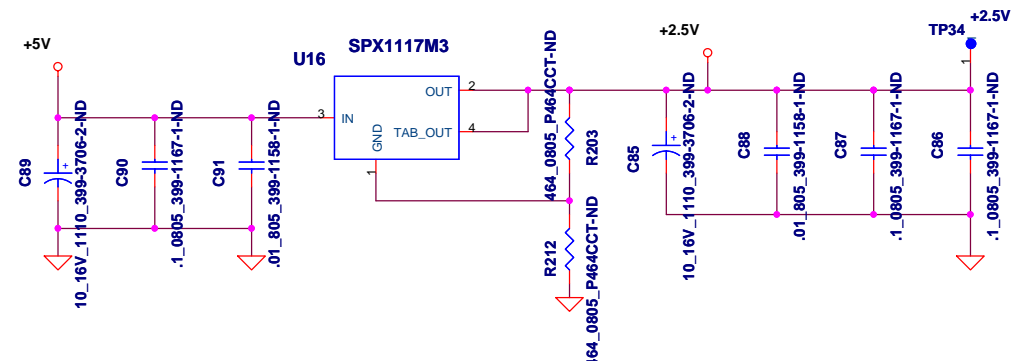 +5V
C89
10_16V_1110_399-3706-2-ND
C90
.1_0805_399-1167-1-ND
C91
.01_805_399-1158-1-ND
U16
SPX1117M3
3
IN
OUT
2
TAB_OUT
4
GND
1
464_0805_P464CCT-ND
R203
R212
464_0805_P464CCT-ND
+2.5V
C85
10_16V_1110_399-3706-2-ND
C88
.01_805_399-1158-1-ND
C87
.1_0805_399-1167-1-ND
C86
.1_0805_399-1167-1-ND
TP34
+2.5V
1